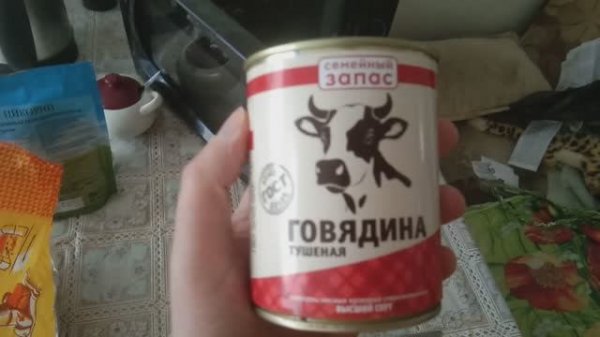 СЕМЕЙНЫЙ
ЗАПАС
ГОСТ
ГОВЯДИНА
ТУШЕНАЯ
ВЫСШИЙ СОРТ